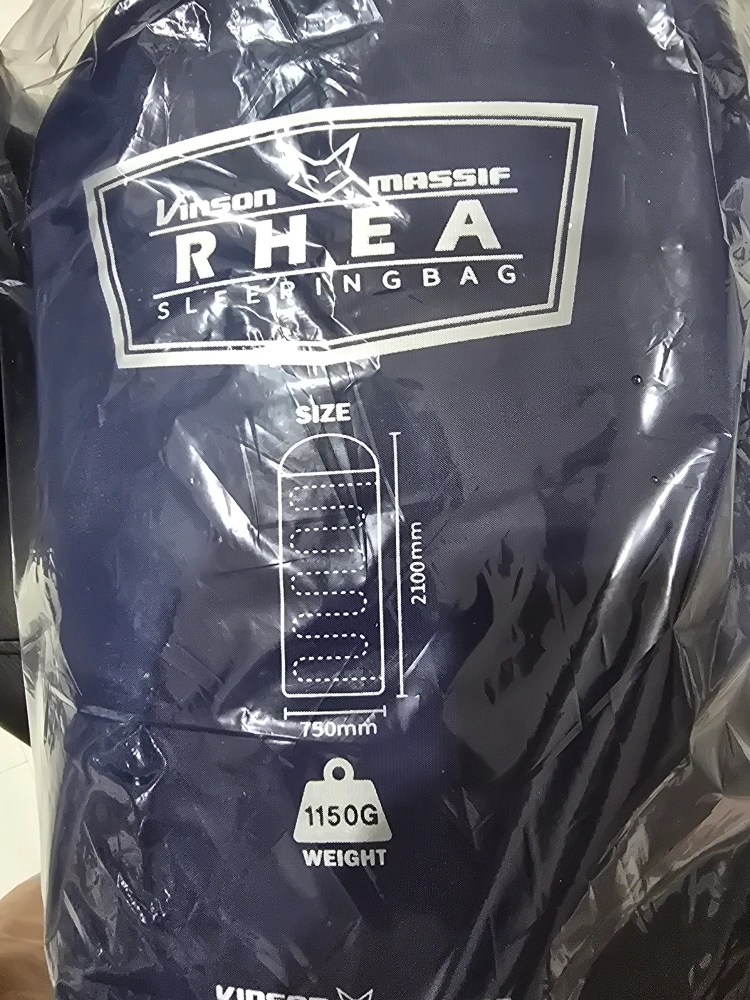 Vinson MASSIF
RHEA
SLEEPINGBAG
SIZE
2100mm
750mm
1150G
WEIGHT